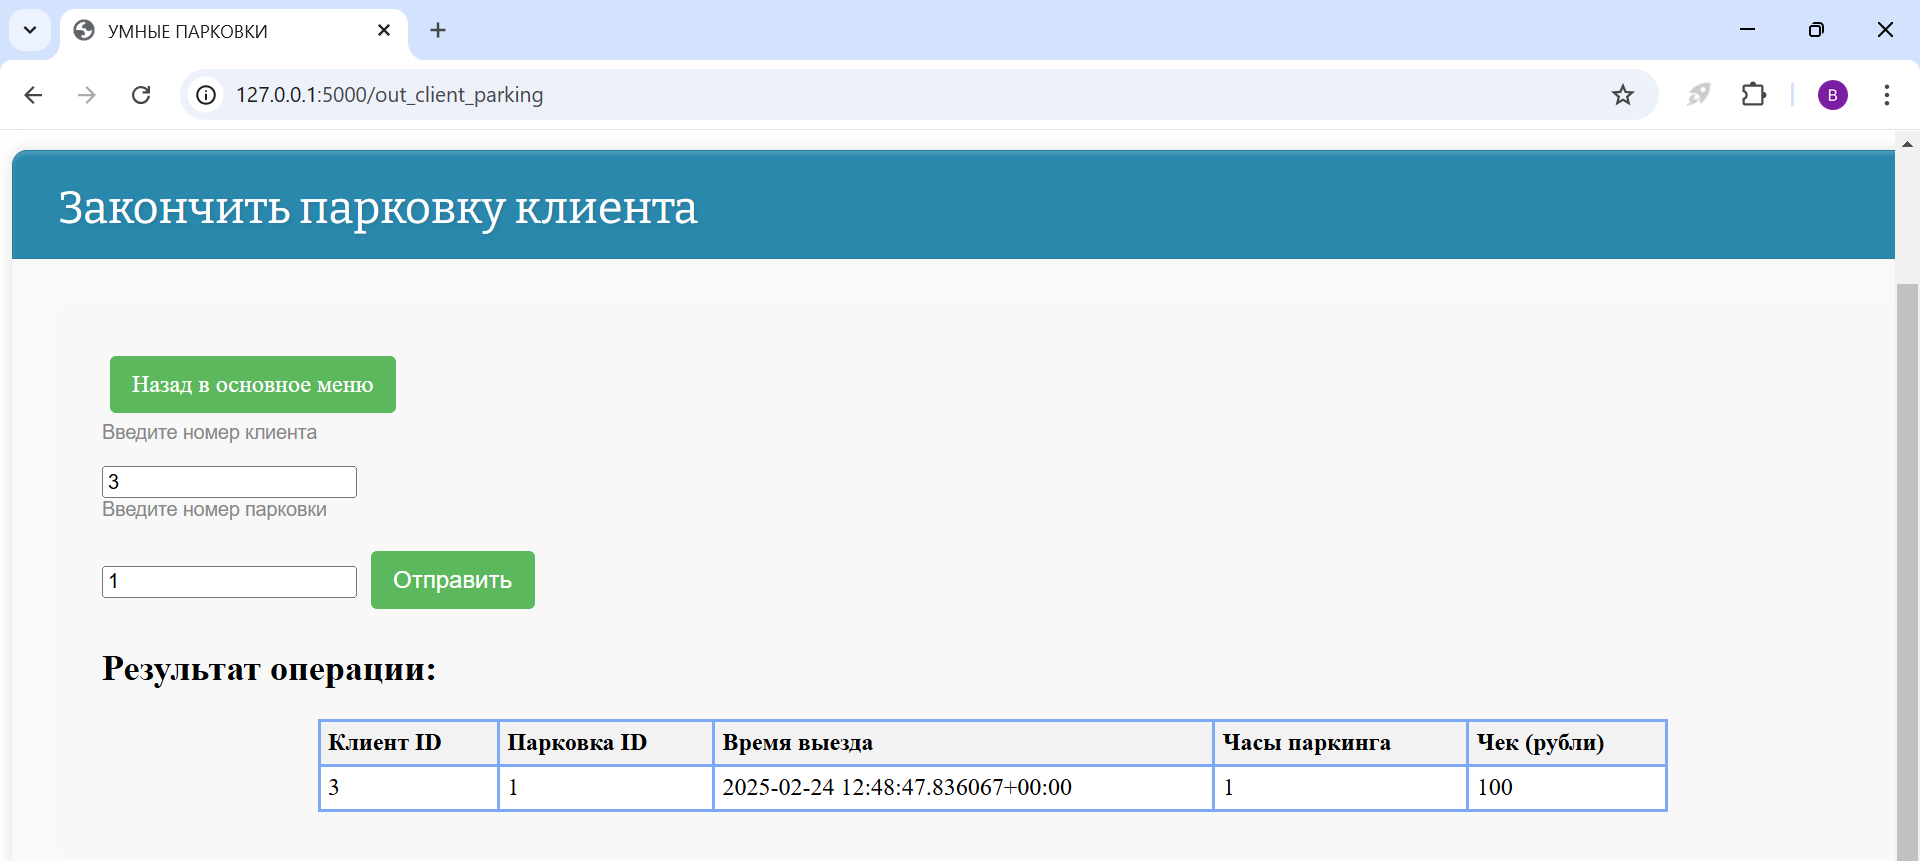 УМНЫЕ ПАРКОВКИ
127.0.0.1:5000/out_client_parking
B
Закончить парковку клиента
Назад в основное меню
Введите номер клиента
3
Введите номер парковки
1 Отправить
Результат операции:
Клиент ID Парковка ID Время выезда Часы паркинга Чек (рубли)
3 1 2025-02-24 12:48:47.836067+00:00 1 100